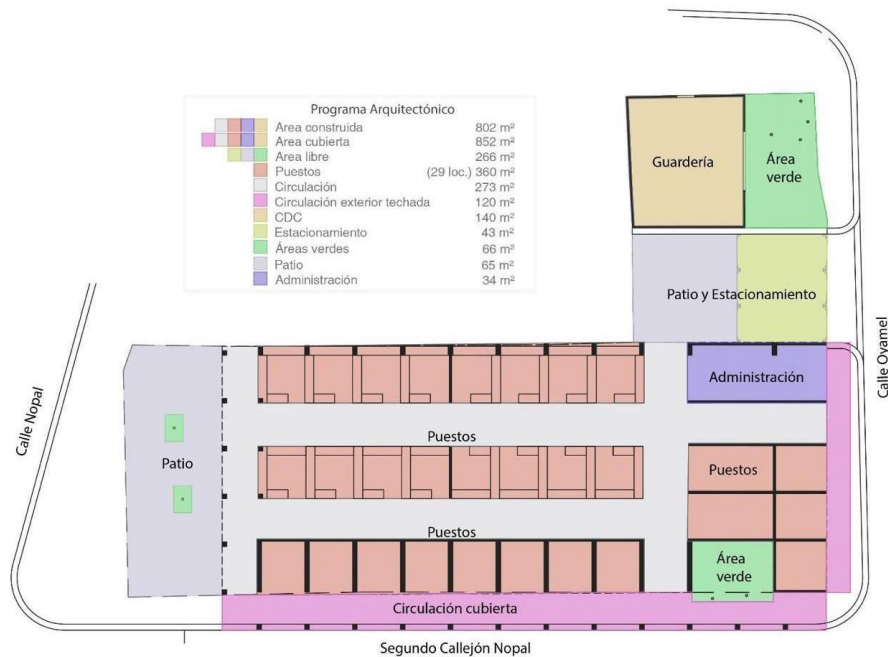 Programa Arquitectónico
Area construida 802 m²
Area cubierta 852 m²
Area libre 266 m²
Puestos (29 loc.) 360 m²
Circulación 273 m²
Circulación exterior techada 120 m²
CDC 140 m²
Estacionamiento 43 m²
Áreas verdes 66 m²
Patio 65 m²
Administración 34 m²
Guardería
Área
verde
Patio y Estacionamiento
Calle Ovamel
Administración
Calle Nopal
Puestos
Patio
Puestos
Puestos
Área
verde
Circulación cubierta
Segundo Callejón Nopal